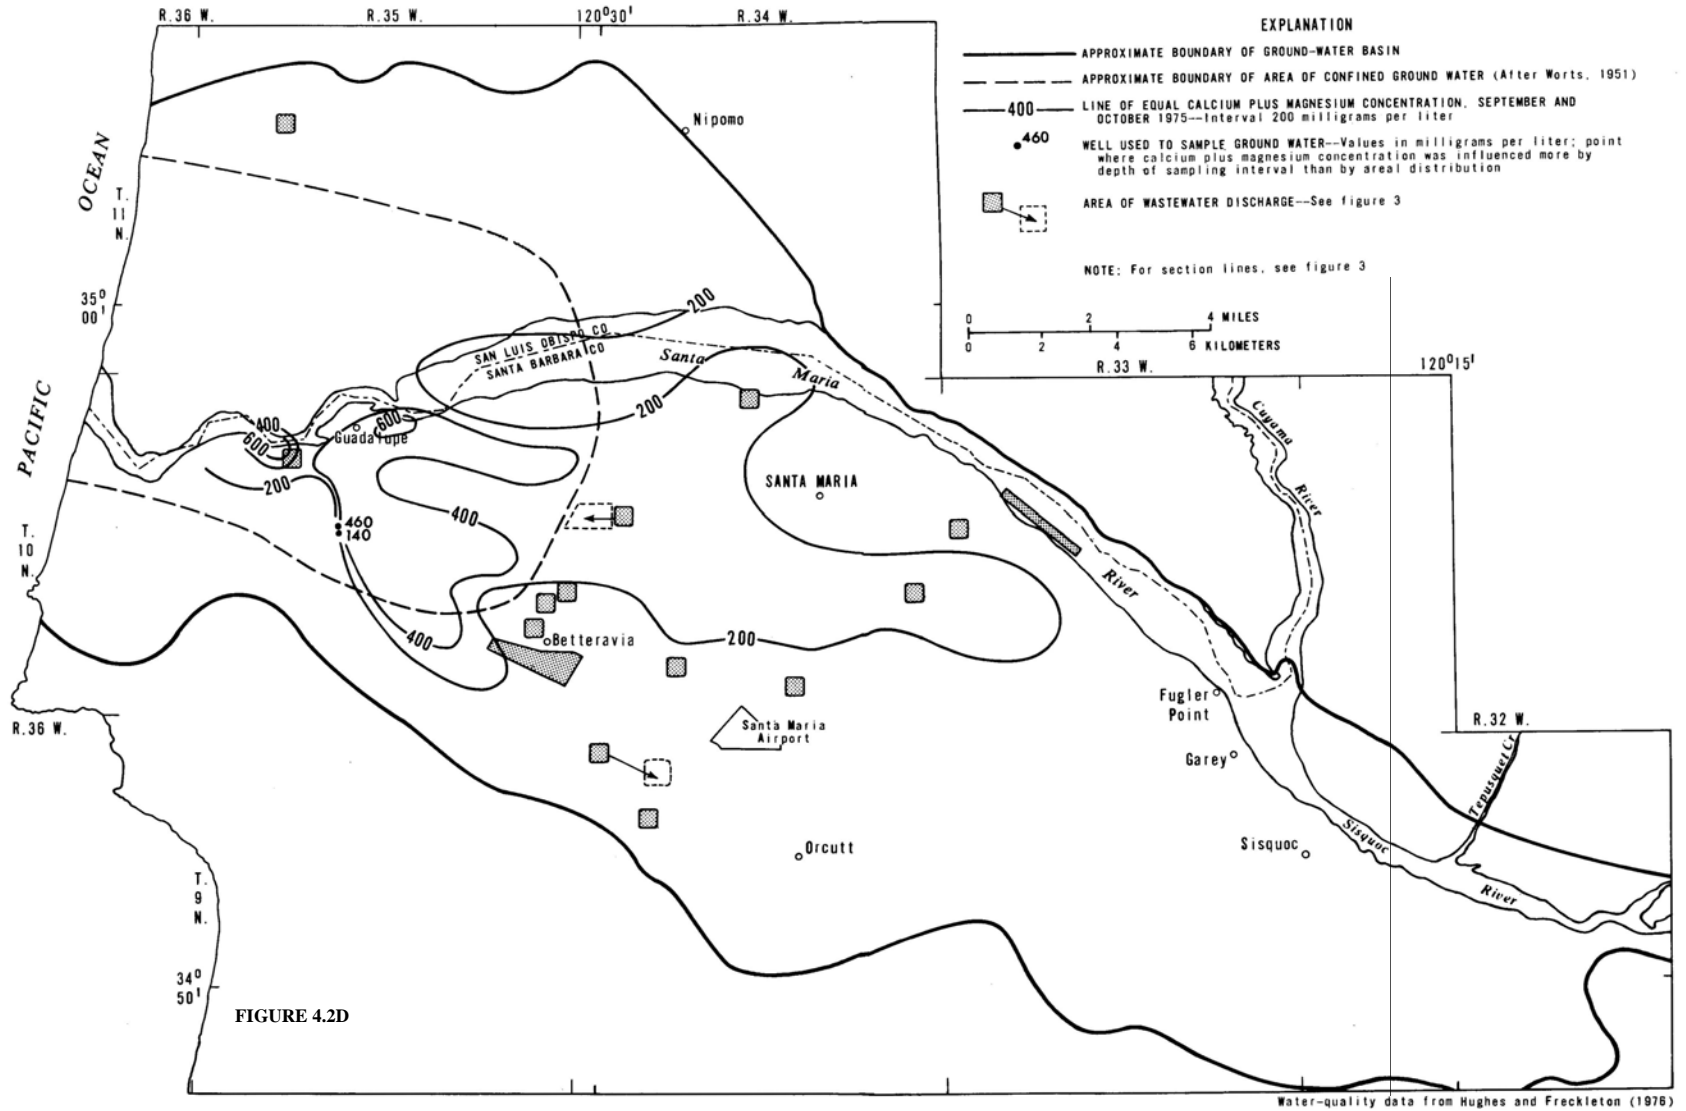 R.36 W. R.35 W. 120°30' R.34 W.
EXPLANATION
APPROXIMATE BOUNDARY OF GROUND-WATER BASIN
APPROXIMATE BOUNDARY OF AREA OF CONFINED GROUND WATER (After Worts, 1951)
400 LINE OF EQUAL CALCIUM PLUS MAGNESIUM CONCENTRATION, SEPTEMBER AND
OCTOBER 1975--Interval 200 milligrams per liter
460 WELL USED TO SAMPLE GROUND WATER--Values in milligrams per liter; point
where calcium plus magnesium concentration was influenced more by
depth of sampling interval than by areal distribution
AREA OF WASTEWATER DISCHARGE--See figure 3
NOTE: For section lines, see figure 3
0 2 4 MILES
0 2 4 6 KILOMETERS
R.33 W. 120°15'
Nipomo
PACIFIC OCEAN
T.
11
N.
35°
00'
200
SAN LUIS OBISPO CO
SANTA BARBARA CO
Santa Maria River
200
Cuyama River
400
600
600
Guadalupe
200
SANTA MARIA
400
460
140
T.
10
N.
400
Betteravia
200
Santa Maria
Airport
Fugler
Point
Garey
R.36 W.
R.32 W.
Tepusquet Cr
Sisquoc River
Sisquoc
Orcutt
T.
9
N.
34°
50'
FIGURE 4.2D
Water-quality data from Hughes and Freckleton (1976)